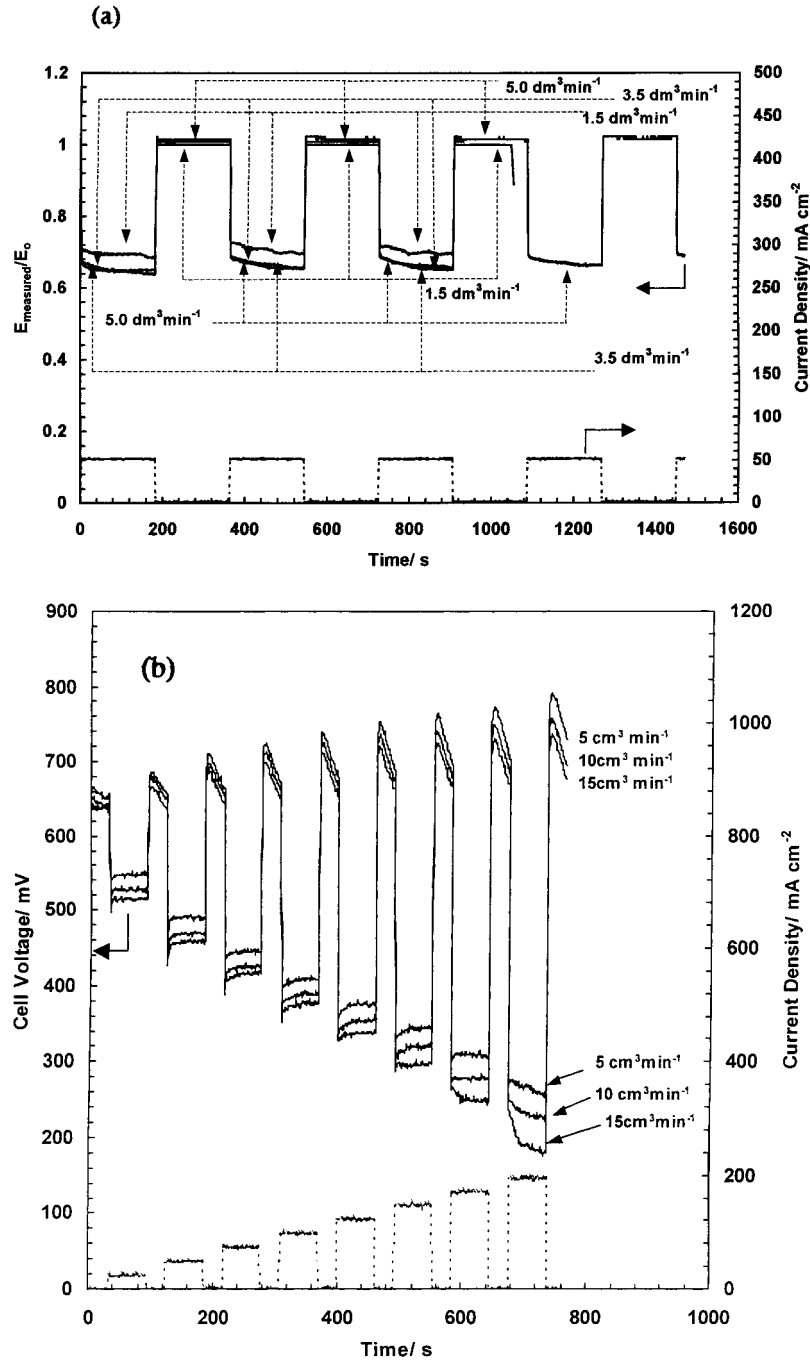 (a)
1.2
1
0.8
0.6
0.4
0.2
0
E_measured/E_o
500
450
400
350
300
250
200
150
100
50
0
Current Density/ mA cm⁻²
5.0 dm³min⁻¹
3.5 dm³min⁻¹
1.5 dm³min⁻¹
1.5 dm³min⁻¹
5.0 dm³min⁻¹
3.5 dm³min⁻¹
0 200 400 600 800 1000 1200 1400 1600
Time/ s
(b)
900
800
700
600
500
400
300
200
100
0
Cell Voltage/ mV
1200
1000
800
600
400
200
0
Current Density/ mA cm⁻²
5 cm³ min⁻¹
10cm³ min⁻¹
15cm³ min⁻¹
5 cm³min⁻¹
10 cm³min⁻¹
15cm³min⁻¹
0 200 400 600 800 1000
Time/ s